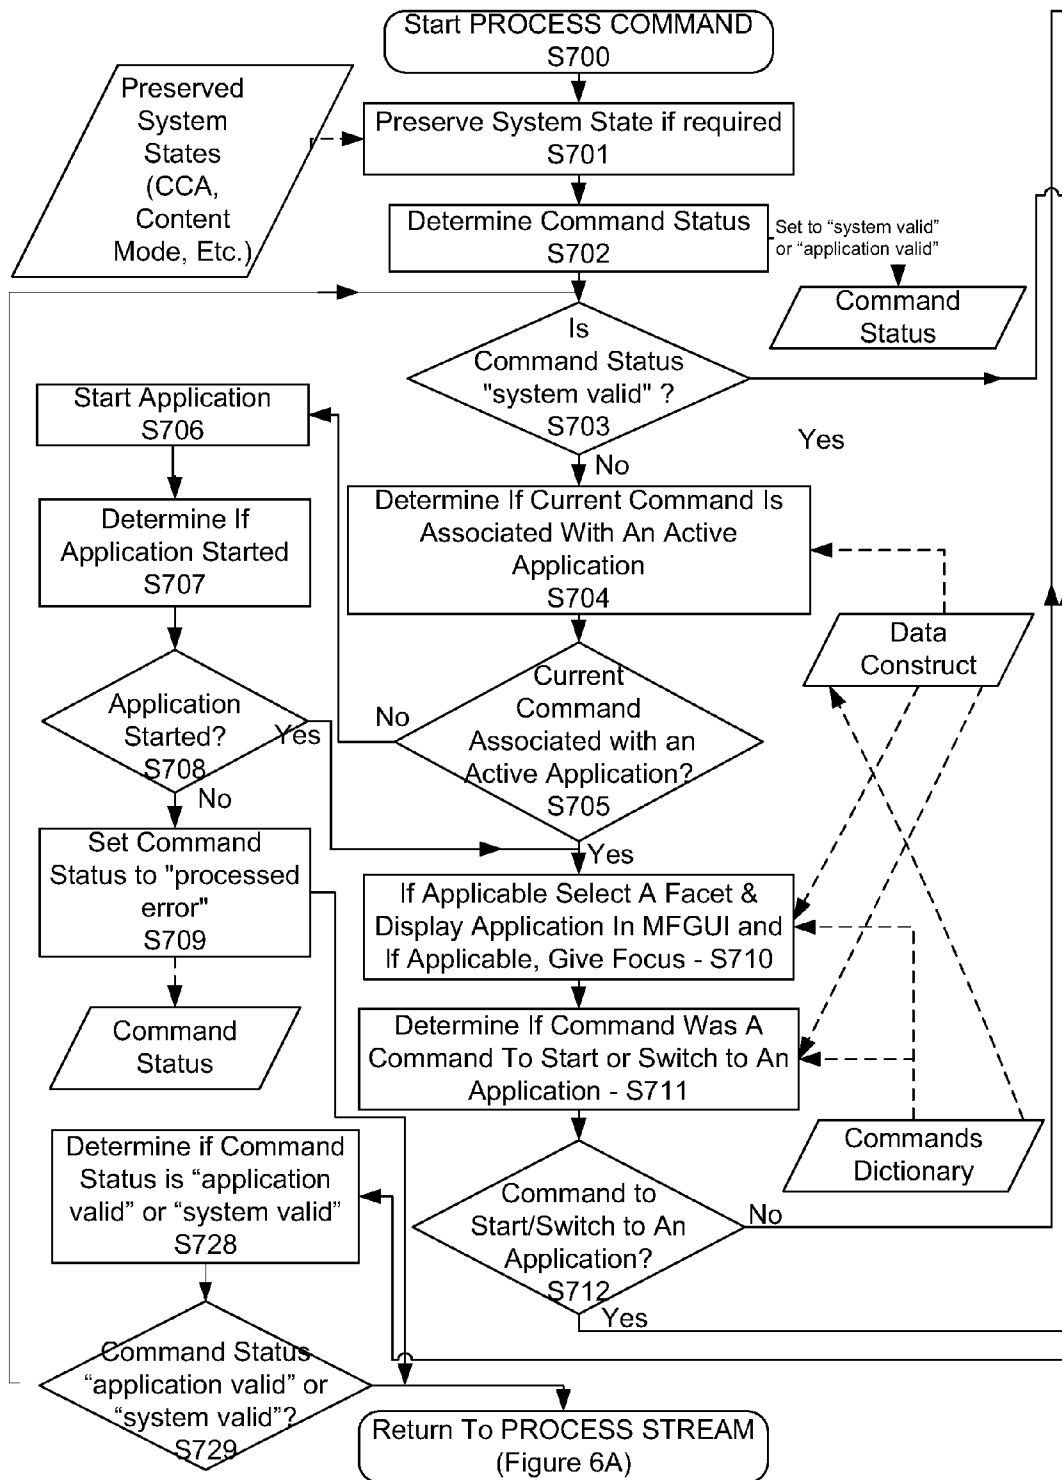 Start PROCESS COMMAND
S700
Preserved
System
States
(CCA,
Content
Mode, Etc.)
Preserve System State if required
S701
Determine Command Status
S702
Set to “system valid”
or “application valid”
Command
Status
Is
Command Status
"system valid" ?
S703
Yes
No
Start Application
S706
Determine If
Application Started
S707
Determine If Current Command Is
Associated With An Active
Application
S704
Data
Construct
Application
Started?
S708
Yes
No
Current
Command
Associated with an
Active Application?
S705
No
Yes
Set Command
Status to "processed
error"
S709
Command
Status
If Applicable Select A Facet &
Display Application In MFGUI and
If Applicable, Give Focus - S710
Determine If Command Was A
Command To Start or Switch to An
Application - S711
Commands
Dictionary
Determine if Command
Status is “application
valid” or “system valid”
S728
Command to
Start/Switch to An
Application?
S712
No
Yes
Command Status
“application valid” or
“system valid”?
S729
Return To PROCESS STREAM
(Figure 6A)